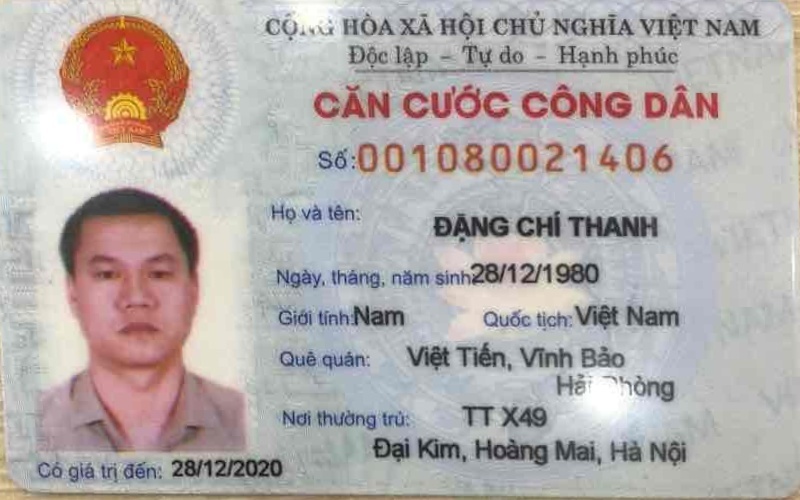 CỘNG HÒA XÃ HỘI CHỦ NGHĨA VIỆT NAM
Độc lập - Tự do - Hạnh phúc
CĂN CƯỚC CÔNG DÂN
Số: 001080021406
Họ và tên: ĐẶNG CHÍ THANH
Ngày, tháng, năm sinh: 28/12/1980
Giới tính: Nam Quốc tịch: Việt Nam
Quê quán: Việt Tiến, Vĩnh Bảo
Hải Phòng
Nơi thường trú: TT X49
Đại Kim, Hoàng Mai, Hà Nội
Có giá trị đến: 28/12/2020